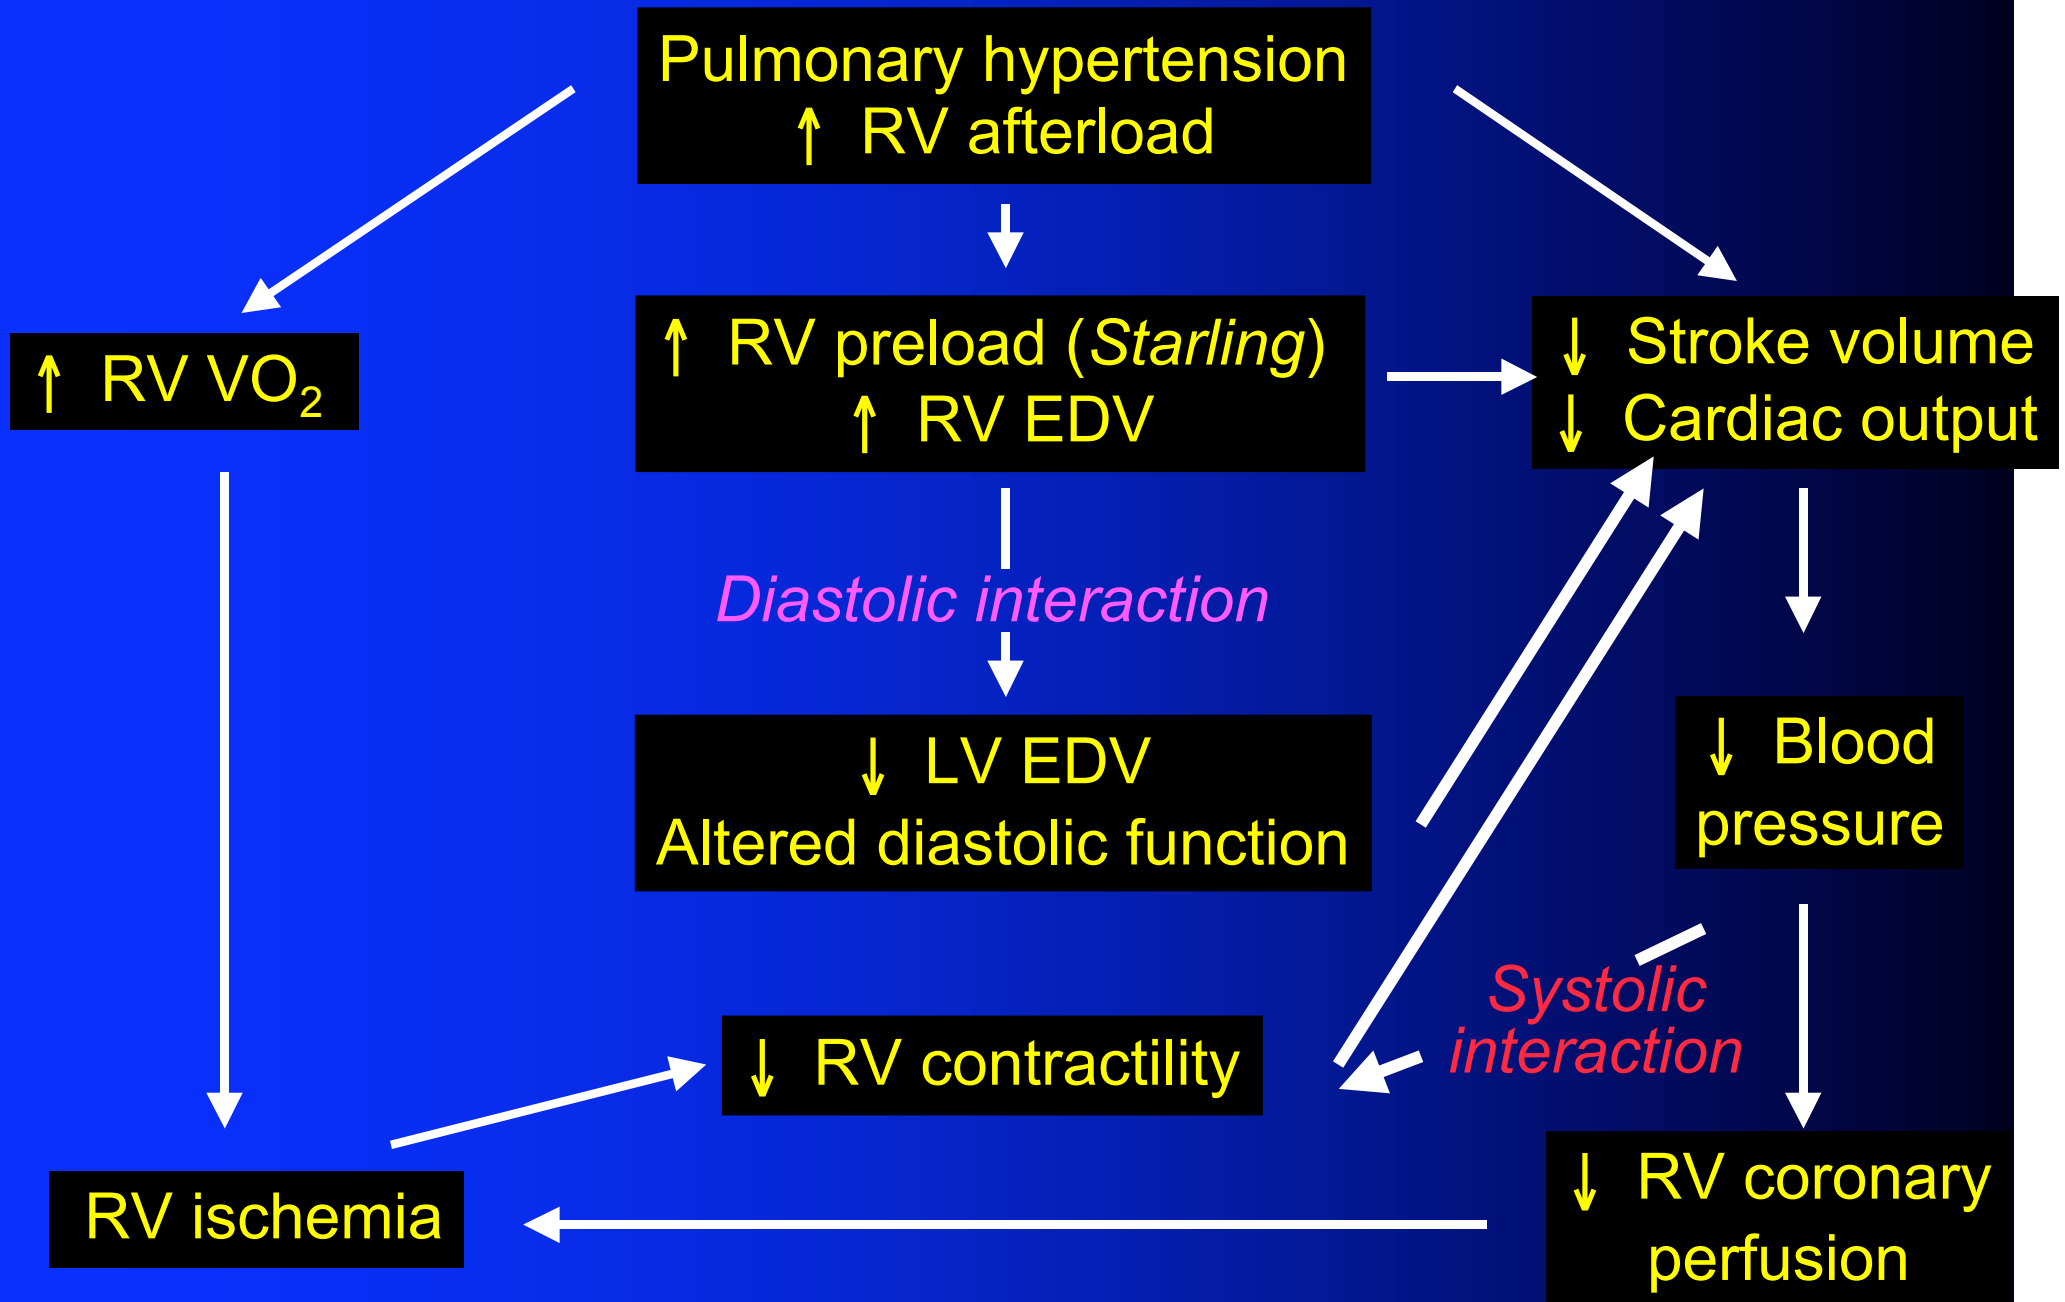 Pulmonary hypertension
↑ RV afterload
↑ RV VO₂
↑ RV preload (Starling)
↑ RV EDV
↓ Stroke volume
↓ Cardiac output
Diastolic interaction
↓ LV EDV
Altered diastolic function
↓ Blood
pressure
Systolic
interaction
↓ RV contractility
RV ischemia
↓ RV coronary
perfusion